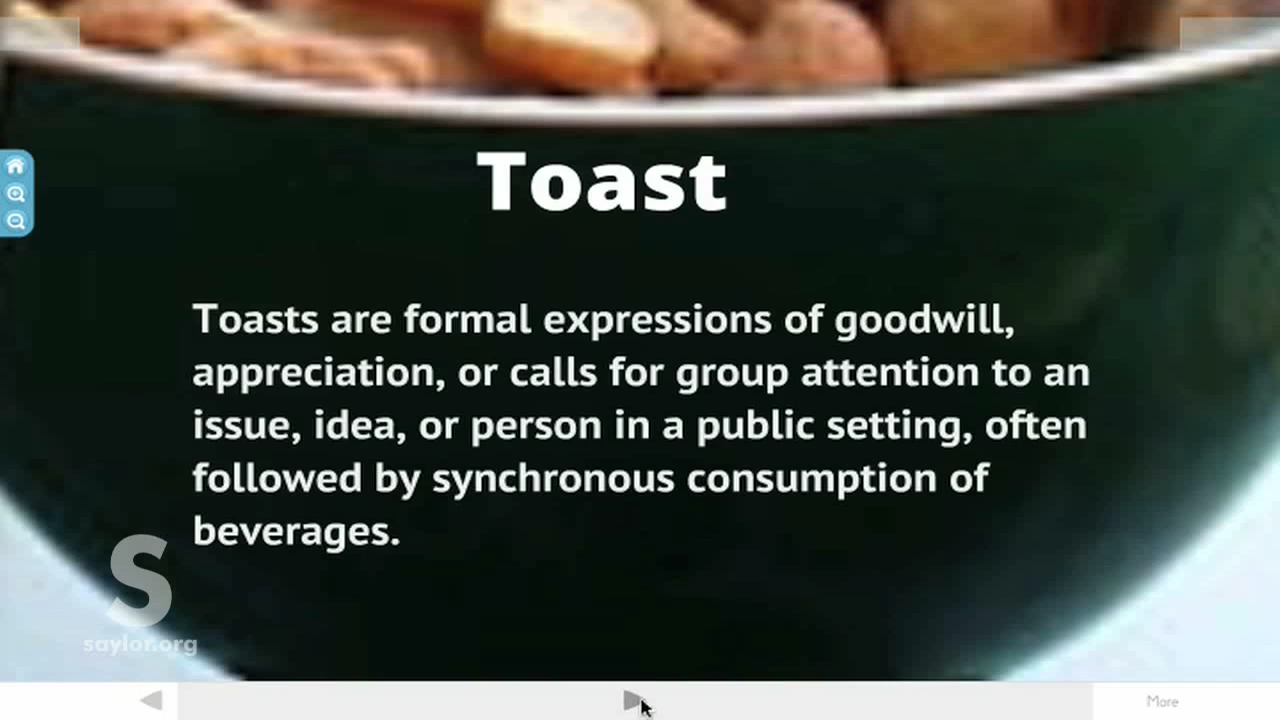 Toast
Toasts are formal expressions of goodwill,
appreciation, or calls for group attention to an
issue, idea, or person in a public setting, often
followed by synchronous consumption of
beverages.
S
saylor.org
More